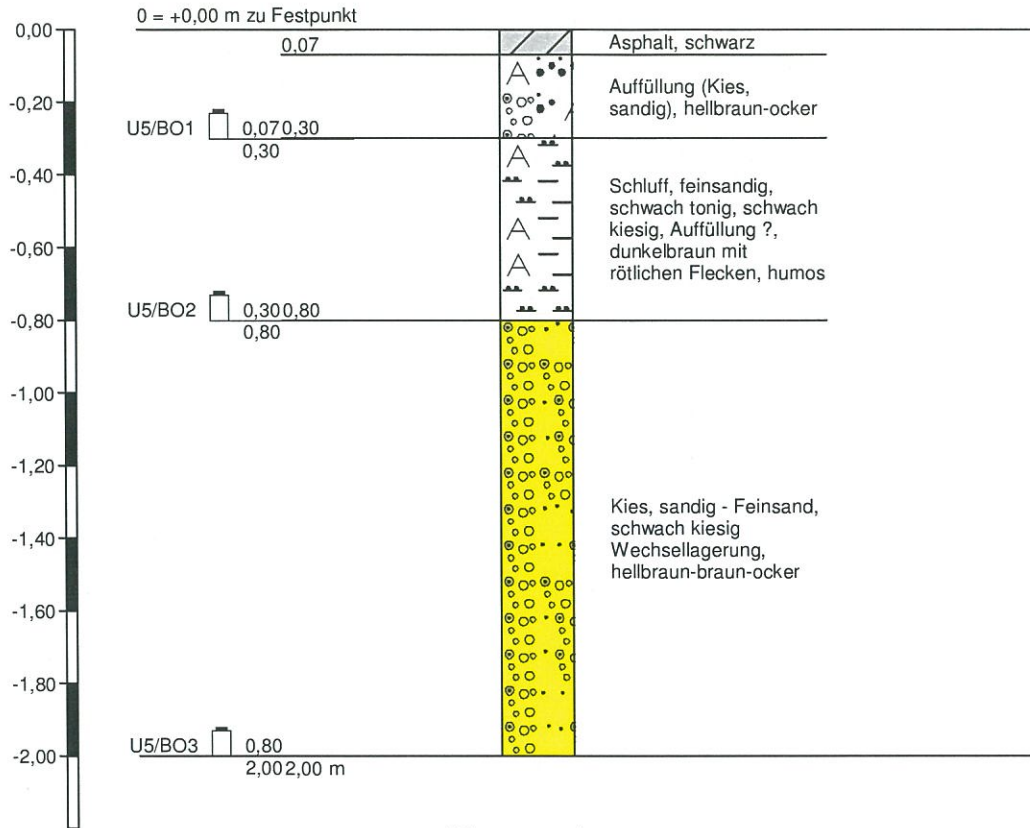 0 = +0,00 m zu Festpunkt
0,00
0,07
Asphalt, schwarz
Auffüllung (Kies,
sandig), hellbraun-ocker
-0,20
U5/BO1
0,07 0,30
0,30
-0,40
Schluff, feinsandig,
schwach tonig, schwach
kiesig, Auffüllung ?,
dunkelbraun mit
rötlichen Flecken, humos
-0,60
U5/BO2
0,30 0,80
0,80
-0,80
-1,00
-1,20
Kies, sandig - Feinsand,
schwach kiesig
Wechsellagerung,
hellbraun-braun-ocker
-1,40
-1,60
-1,80
U5/BO3
0,80
2,00 2,00 m
-2,00
A
A
A
A